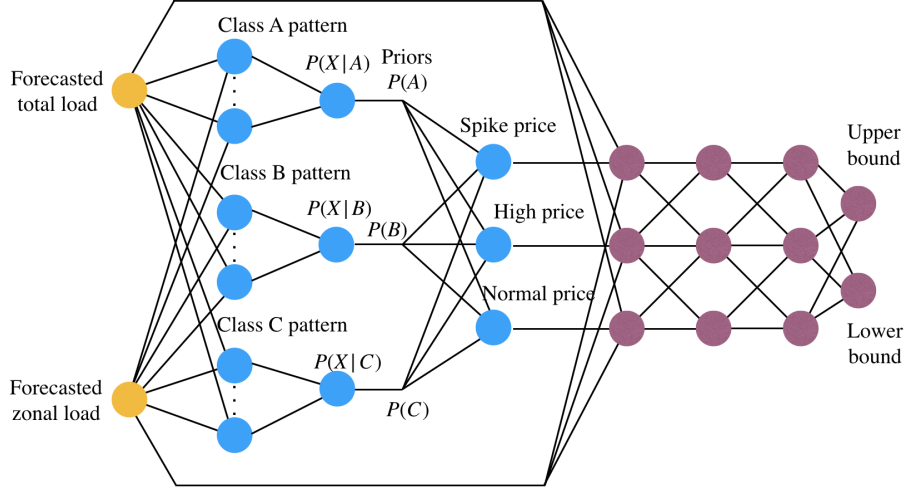 Class A pattern
Forecasted
total load
P(X|A)
Priors
P(A)
Spike price
Class B pattern
P(X|B)
P(B)
High price
Normal price
Class C pattern
P(X|C)
P(C)
Forecasted
zonal load
Upper
bound
Lower
bound